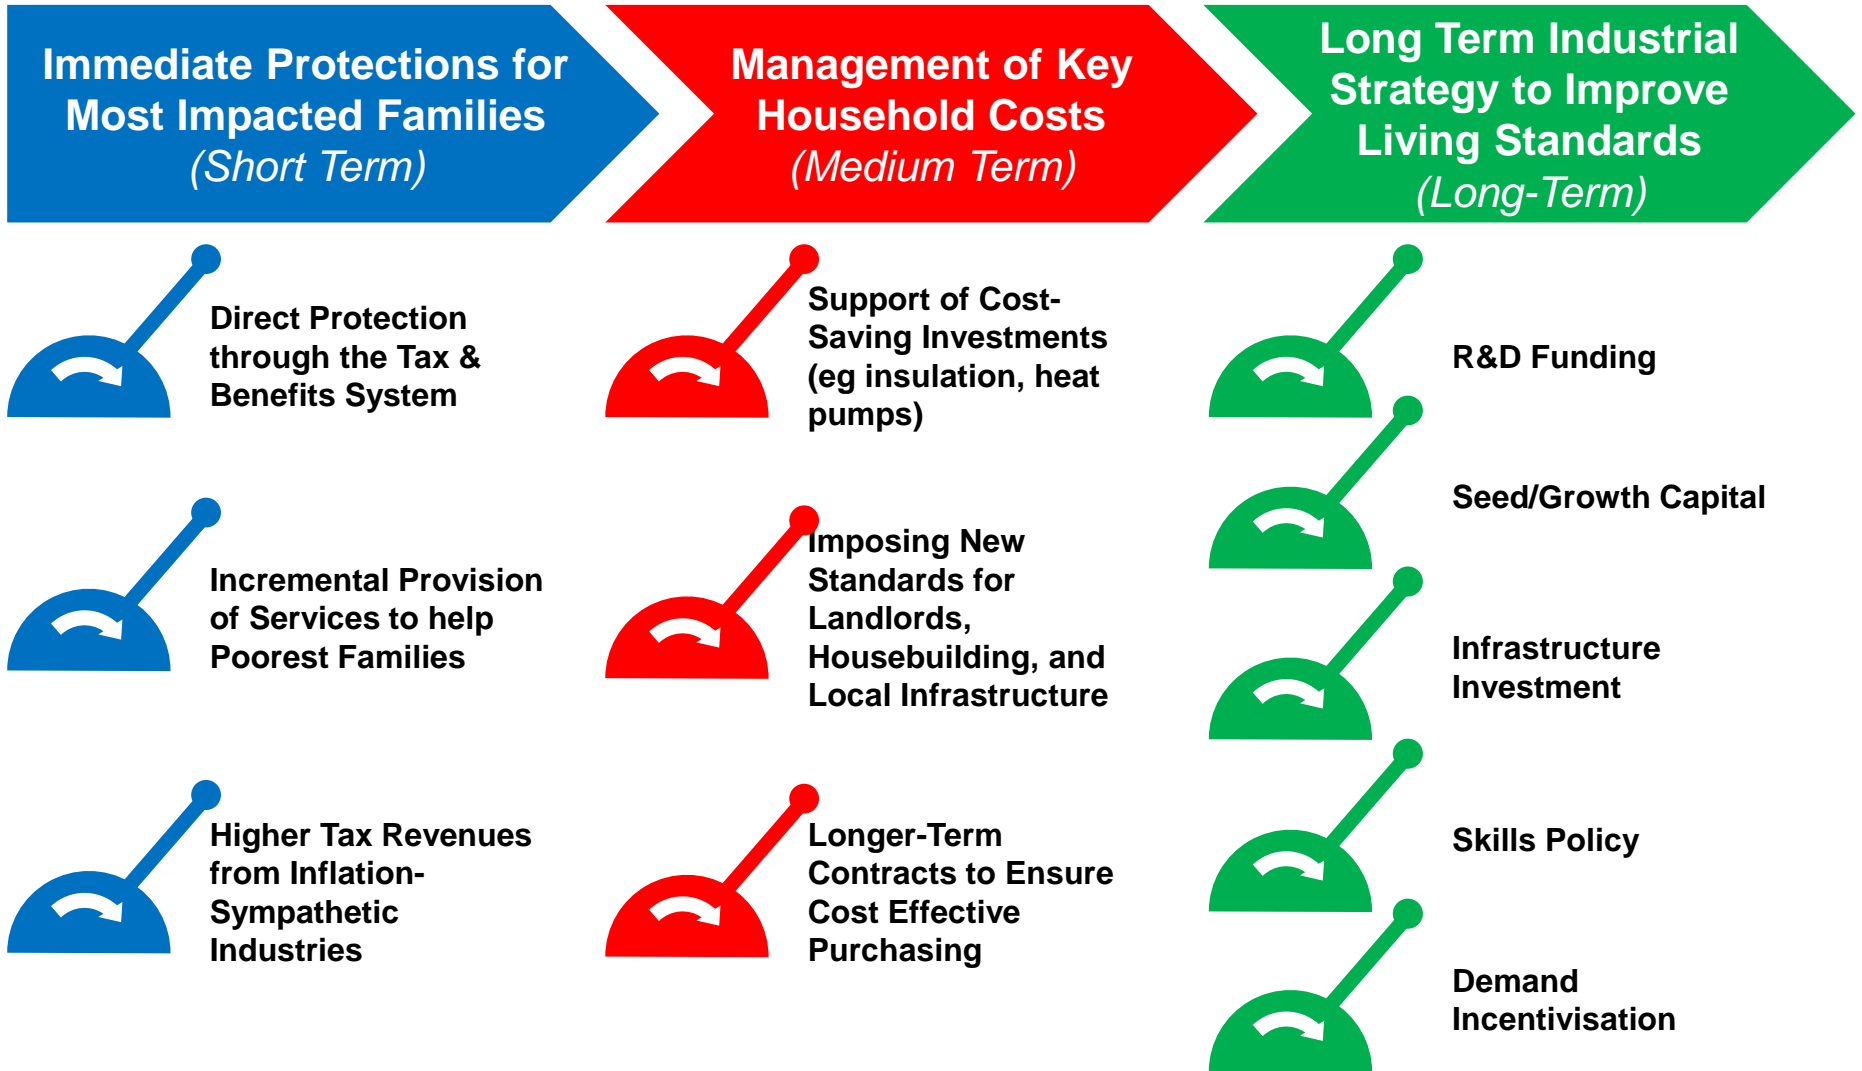 Immediate Protections for
Most Impacted Families
(Short Term)
Management of Key
Household Costs
(Medium Term)
Long Term Industrial
Strategy to Improve
Living Standards
(Long-Term)
Direct Protection
through the Tax &
Benefits System
Incremental Provision
of Services to help
Poorest Families
Higher Tax Revenues
from Inflation-
Sympathetic
Industries
Support of Cost-
Saving Investments
(eg insulation, heat
pumps)
Imposing New
Standards for
Landlords,
Housebuilding, and
Local Infrastructure
Longer-Term
Contracts to Ensure
Cost Effective
Purchasing
R&D Funding
Seed/Growth Capital
Infrastructure
Investment
Skills Policy
Demand
Incentivisation